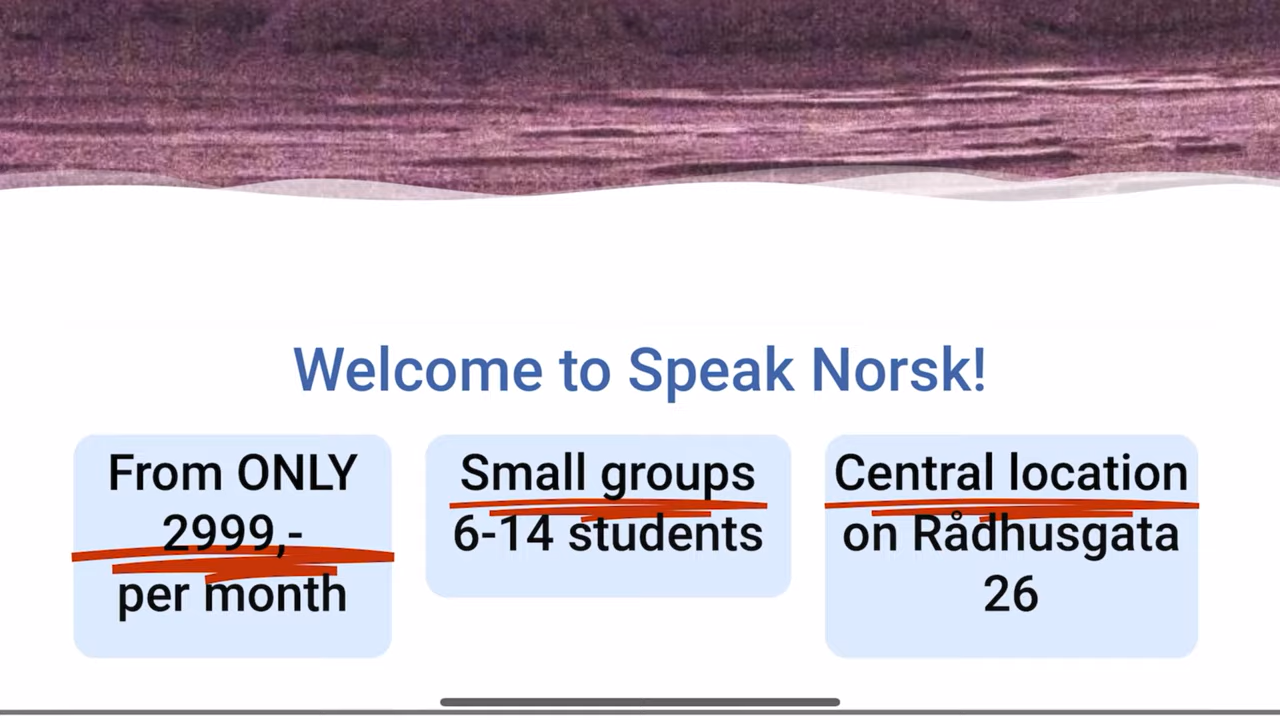 Welcome to Speak Norsk!
From ONLY
2999,-
per month
Small groups
6-14 students
Central location
on Rådhusgata
26